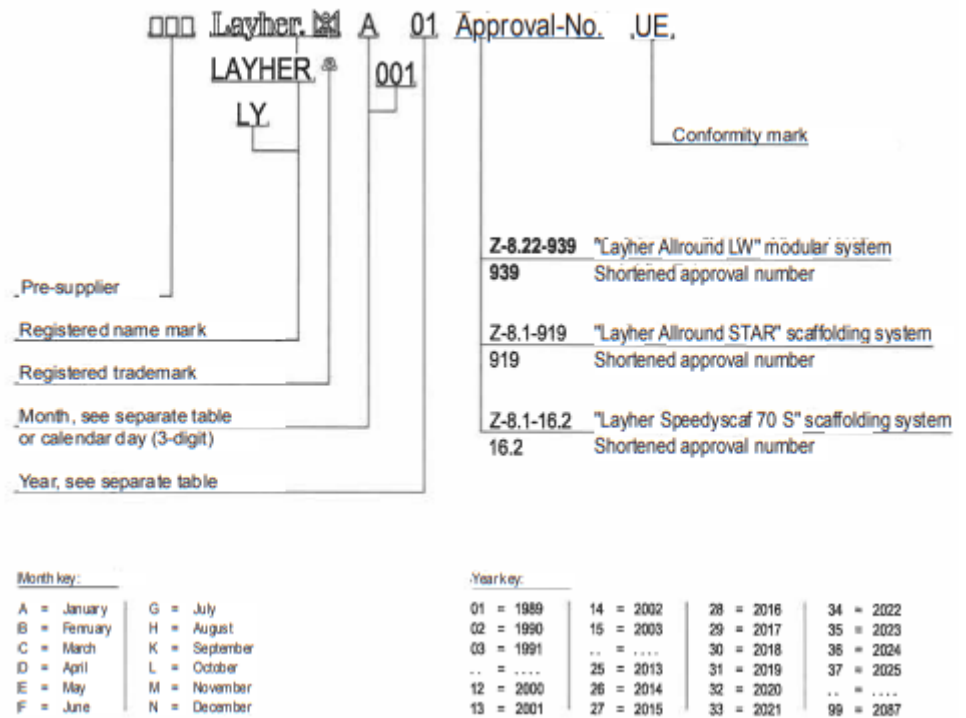 □□□ Layher. A 01 Approval-No. UE
LAYHER ® 001
LY
Conformity mark
Z-8.22-939 "Layher Allround LW" modular system
939 Shortened approval number
Pre-supplier
Registered name mark
Z-8.1-919 "Layher Allround STAR" scaffolding system
919 Shortened approval number
Registered trademark
Month, see separate table
or calendar day (3-digit)
Z-8.1-16.2 "Layher Speedyscaf 70 S" scaffolding system
16.2 Shortened approval number
Year, see separate table
Month key:
A = January G = July
B = Fernuary H = August
C = March K = September
D = April L = October
E = May M = November
F = June N = December
Year key:
01 = 1989 14 = 2002 28 = 2016 34 = 2022
02 = 1990 15 = 2003 29 = 2017 35 = 2023
03 = 1991 .. = .... 30 = 2018 36 = 2024
.. = .... 25 = 2013 31 = 2019 37 = 2025
12 = 2000 26 = 2014 32 = 2020 .. = ....
13 = 2001 27 = 2015 33 = 2021 99 = 2087